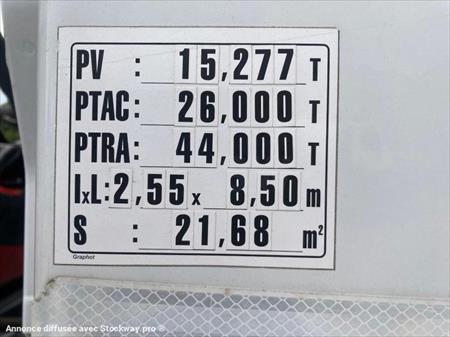 PV : 15,277 T
PTAC : 26,000 T
PTRA : 44,000 T
lxL : 2,55 x 8,50 m
S : 21,68 m²
Graphot
Annonce diffusée avec Stockway.pro ®